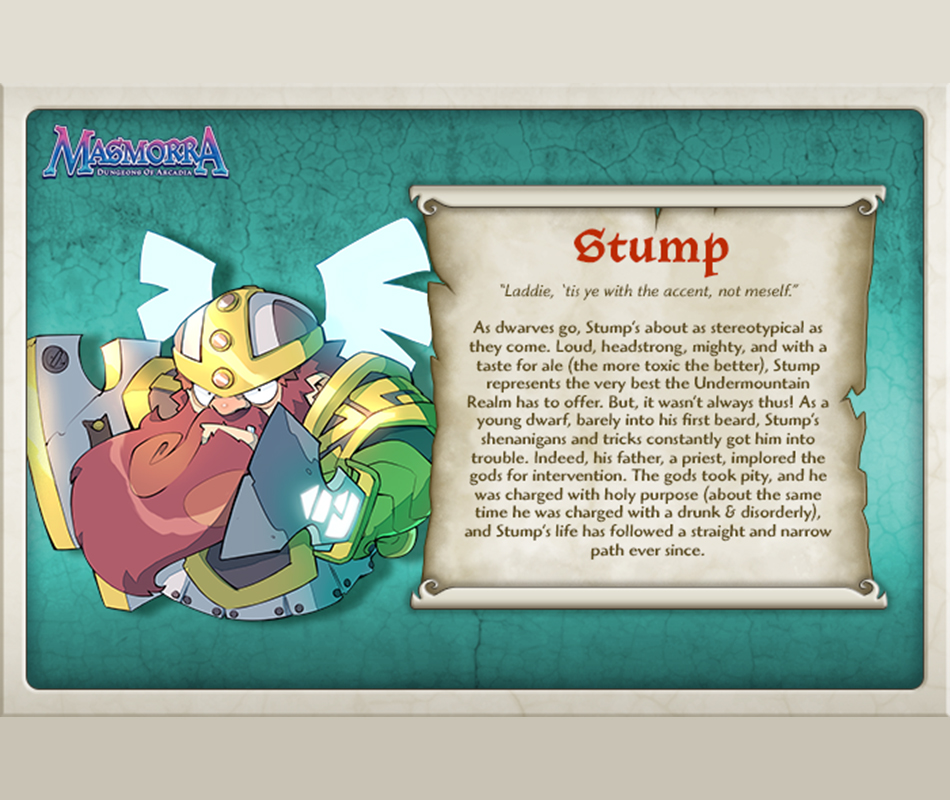 MASMORRA
DUNGEONS OF ARCADIA
Stump
"Laddie, 'tis ye with the accent, not meself."
As dwarves go, Stump's about as stereotypical as
they come. Loud, headstrong, mighty, and with a
taste for ale (the more toxic the better), Stump
represents the very best the Undermountain
Realm has to offer. But, it wasn't always thus! As a
young dwarf, barely into his first beard, Stump's
shenanigans and tricks constantly got him into
trouble. Indeed, his father, a priest, implored the
gods for intervention. The gods took pity, and he
was charged with holy purpose (about the same
time he was charged with a drunk & disorderly),
and Stump's life has followed a straight and narrow
path ever since.